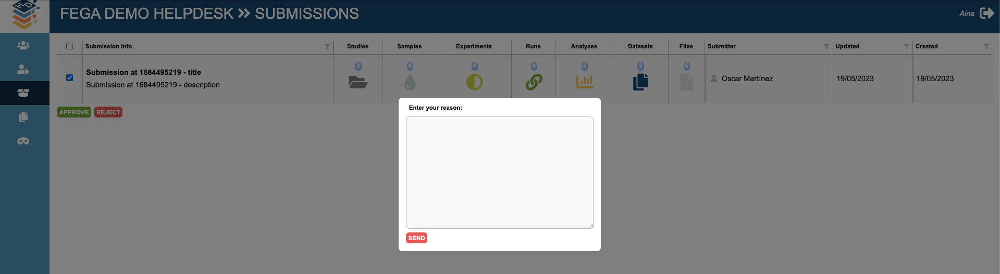 HD
FEGA DEMO HELPDESK » SUBMISSIONS
Aina
Submission Info Studies Samples Experiments Runs Analyses Datasets Files Submitter Updated Created
2 6 4 4 2 2 6
Submission at 1684495219 - title
Submission at 1684495219 - description
Oscar Martínez 19/05/2023 19/05/2023
APPROVE REJECT
Enter your reason:
SEND